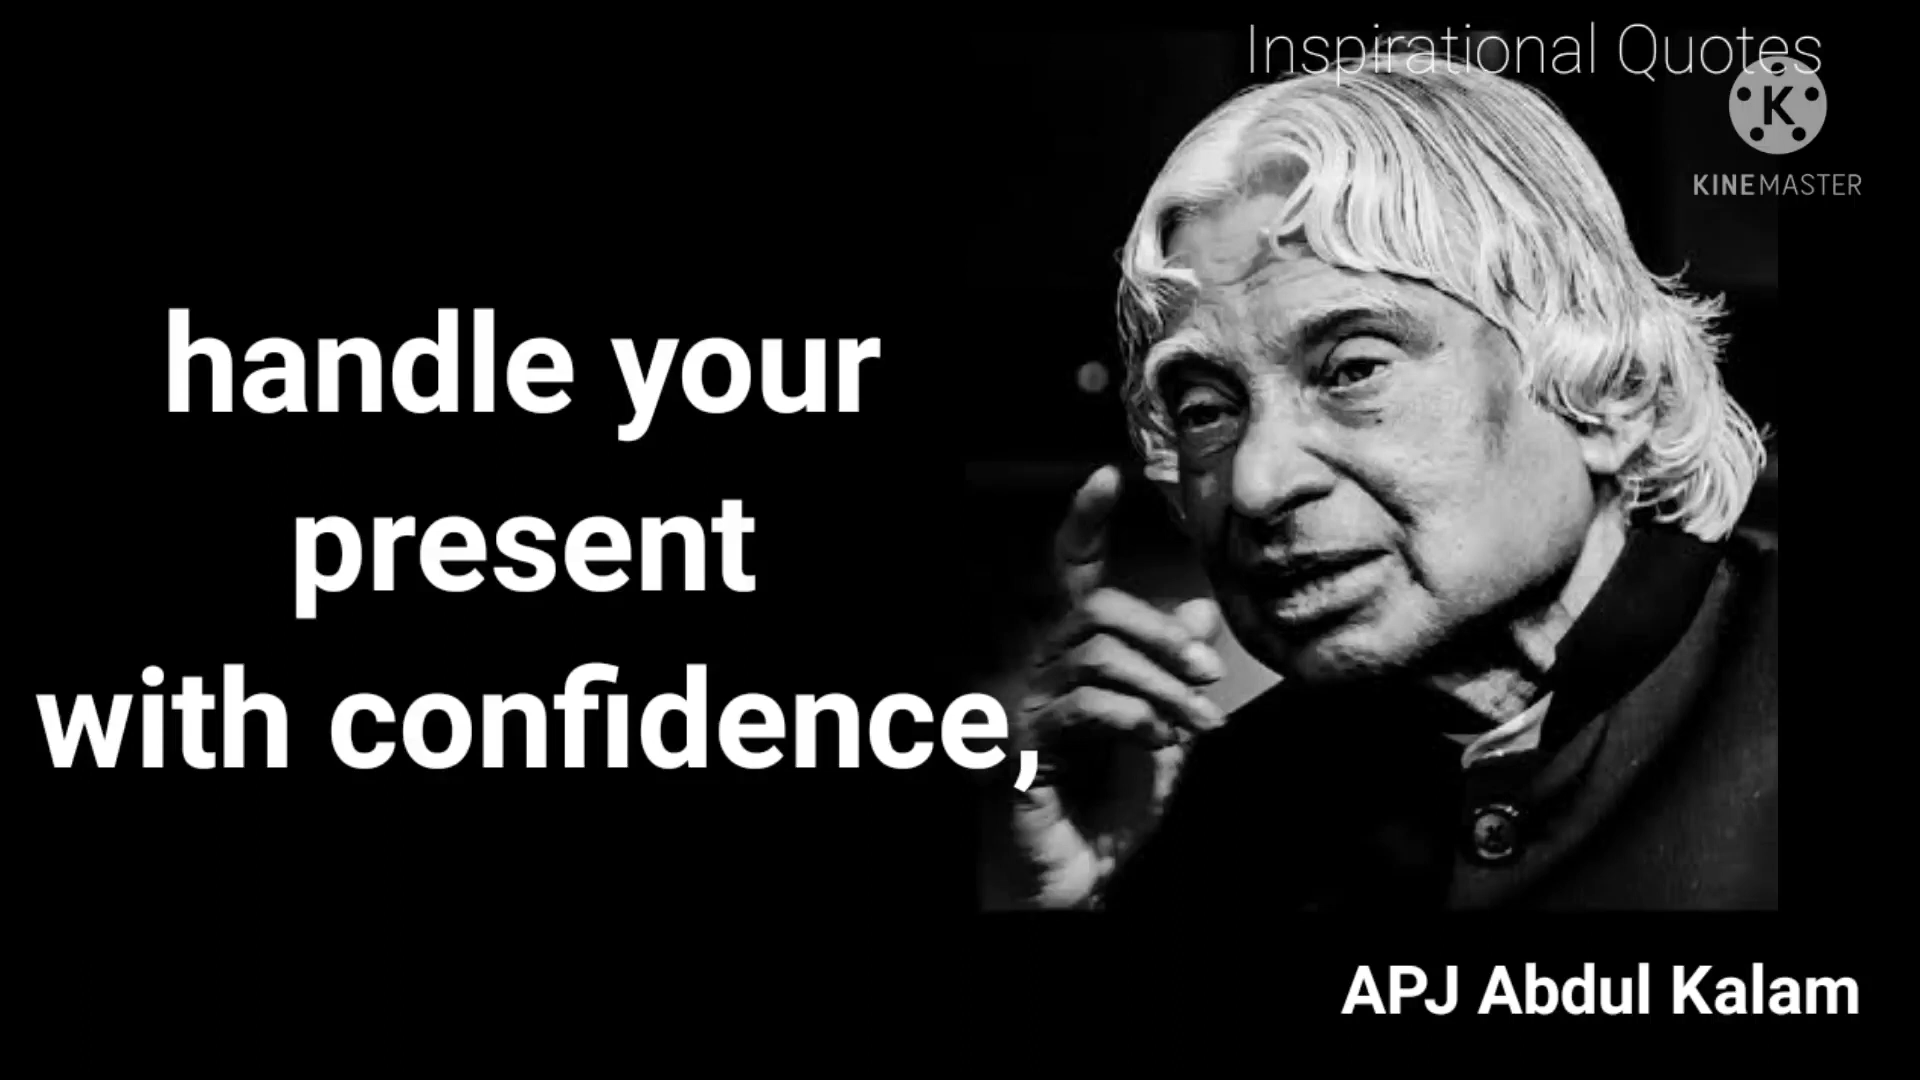 Inspirational Quotes
K
KINEMASTER
handle your
present
with confidence,
APJ Abdul Kalam